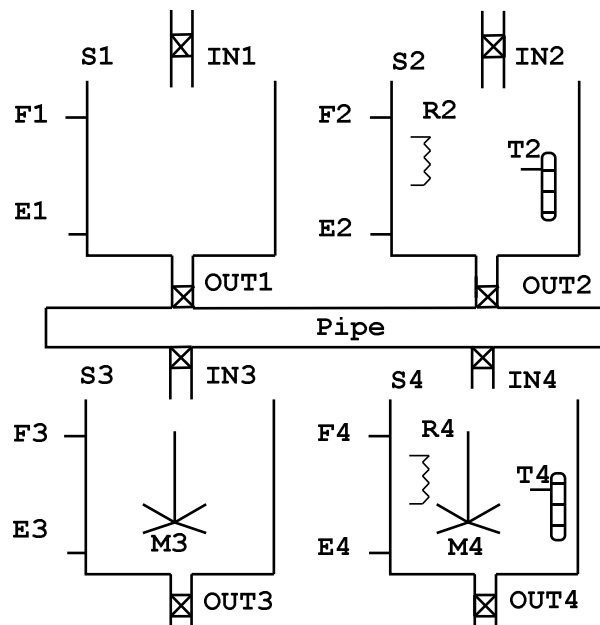 IN1
IN2
S1
S2
F1
F2
R2
T2
E1
E2
OUT1
OUT2
Pipe
S3
IN3
S4
IN4
F3
F4
R4
T4
E3
M3
E4
M4
OUT3
OUT4